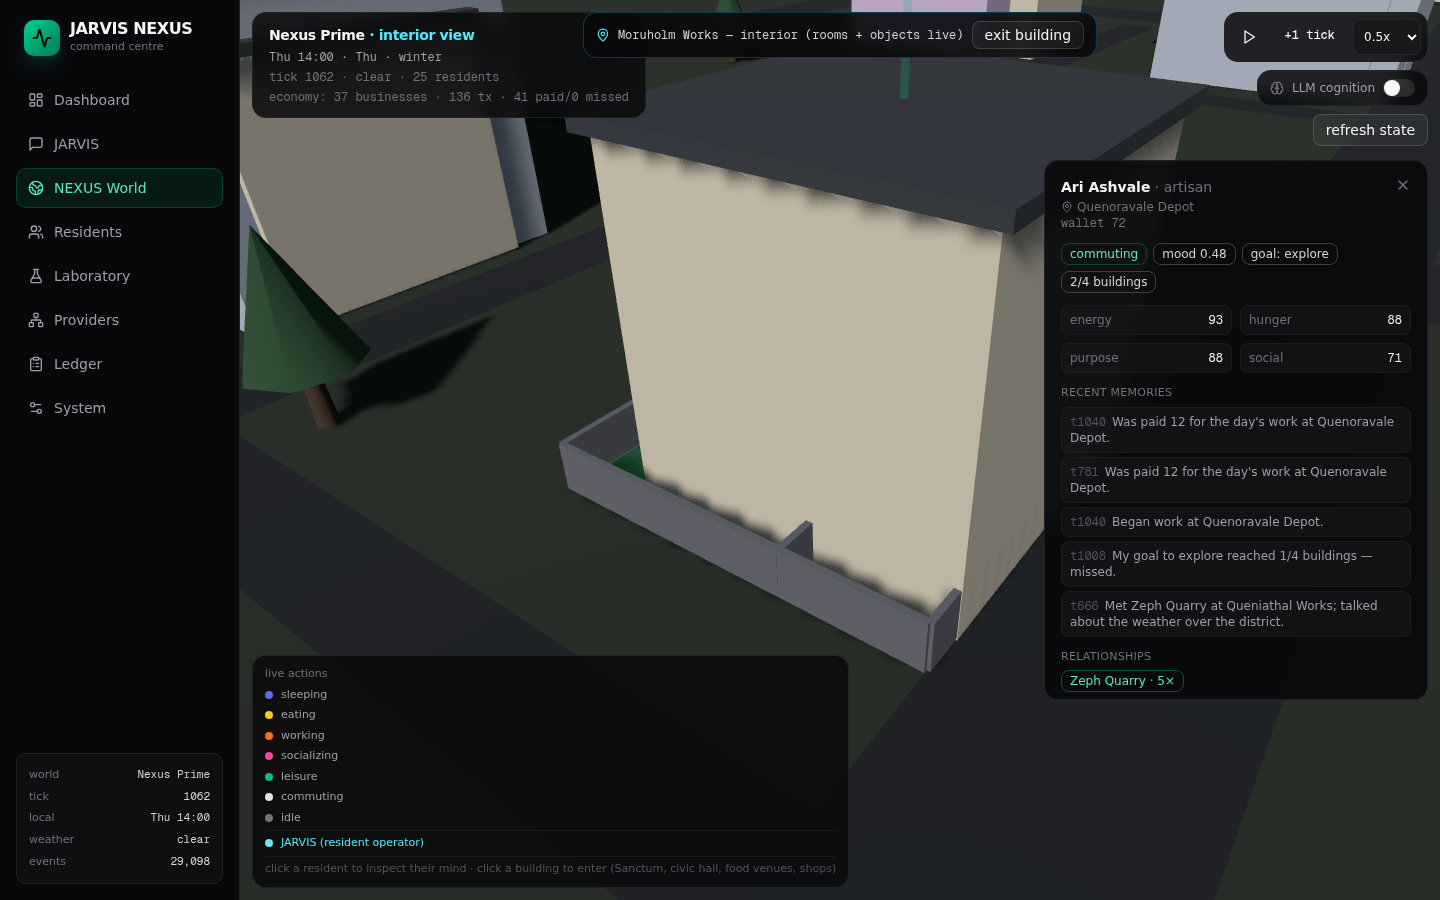 JARVIS NEXUS
command centre
Dashboard
JARVIS
NEXUS World
Residents
Laboratory
Providers
Ledger
System
world Nexus Prime
tick 1062
local Thu 14:00
weather clear
events 29,098
Nexus Prime · interior view
Thu 14:00 · Thu · winter
tick 1062 · clear · 25 residents
economy: 37 businesses · 136 tx · 41 paid/0 missed
Moruholm Works — interior (rooms + objects live) exit building
+1 tick 0.5x
LLM cognition
refresh state
Ari Ashvale · artisan
Quenoravale Depot
wallet 72
commuting mood 0.48 goal: explore
2/4 buildings
energy 93 hunger 88
purpose 88 social 71
RECENT MEMORIES
t1040 Was paid 12 for the day's work at Quenoravale
Depot.
t781 Was paid 12 for the day's work at Quenoravale
Depot.
t1040 Began work at Quenoravale Depot.
t1008 My goal to explore reached 1/4 buildings —
missed.
t666 Met Zeph Quarry at Queniathal Works; talked
about the weather over the district.
RELATIONSHIPS
Zeph Quarry · 5×
live actions
sleeping
eating
working
socializing
leisure
commuting
idle
JARVIS (resident operator)
click a resident to inspect their mind · click a building to enter (Sanctum, civic hall, food venues, shops)